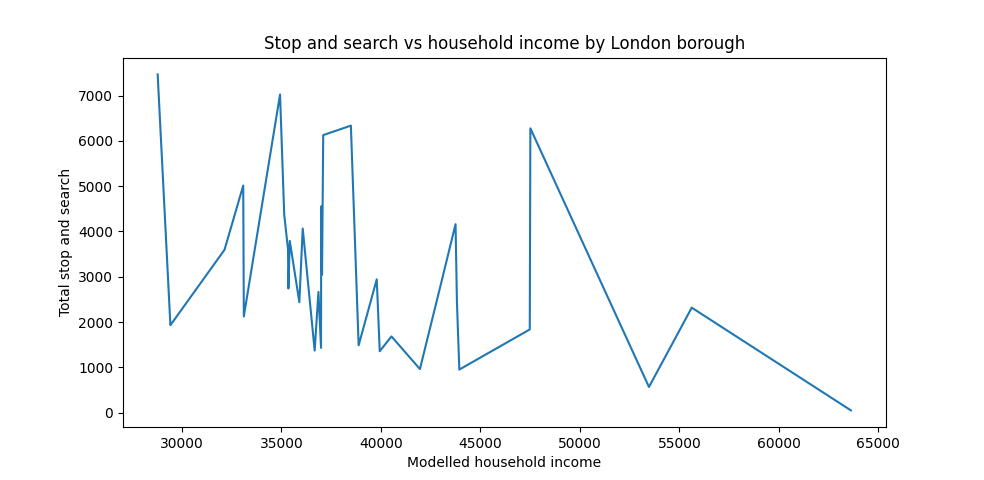 Stop and search vs household income by London borough
7000
6000
5000
4000
3000
2000
1000
0
Total stop and search
30000 35000 40000 45000 50000 55000 60000 65000
Modelled household income